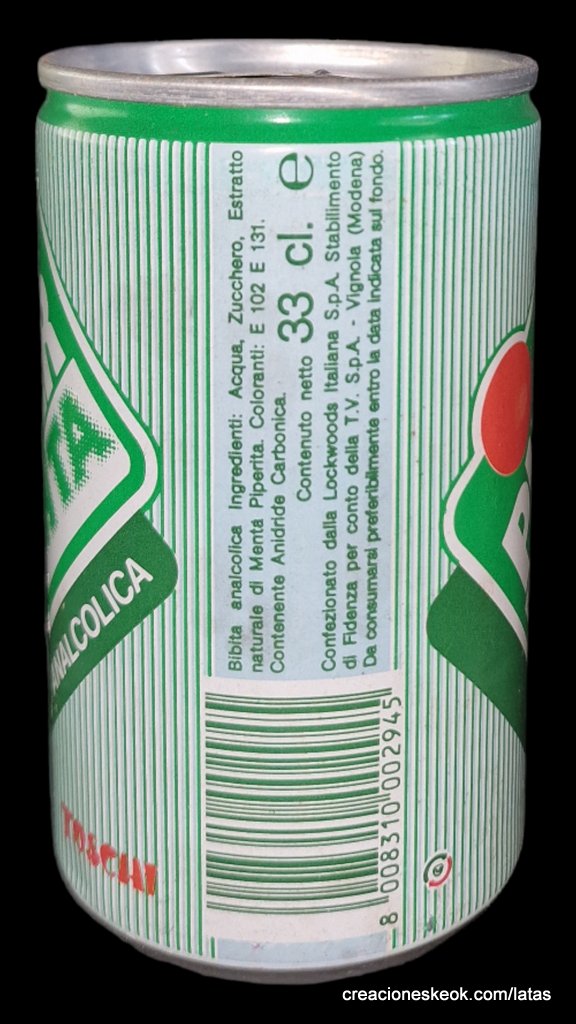 Bibita analcolica Ingredienti: Acqua, Zucchero, Estratto
naturale di Menta Piperita. Coloranti: E 102 E 131.
Contenente Anidride Carbonica.
Contenuto netto 33 cl. e
Confezionato dalla Lockwoods Italiana S.p.A. Stabilimento
di Fidenza per conto della T.V. S.p.A. - Vignola (Modena)
Da consumarsi preferibilmente entro la data indicata sul fondo.
8 008310 002945
ANALCOLICA
TOSCHI
creacioneskeok.com/latas